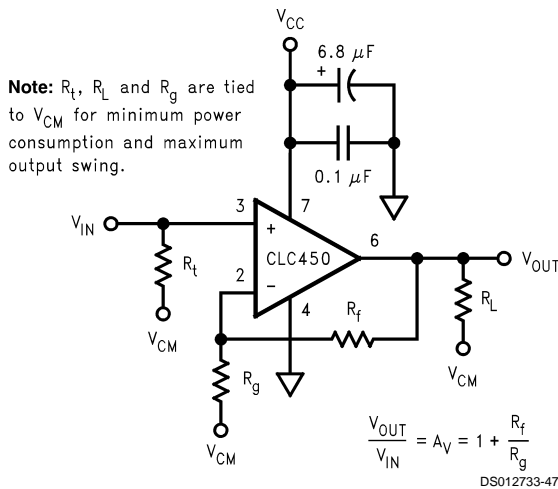 V_CC
6.8 μF
+
Note: R_t, R_L and R_g are tied
to V_CM for minimum power
consumption and maximum
output swing.
0.1 μF
3
7
V_IN
+
6
CLC450
V_OUT
R_t
2
−
4
R_f
R_L
V_CM
R_g
V_CM
V_CM
V_OUT / V_IN = A_V = 1 + R_f / R_g
DS012733-47